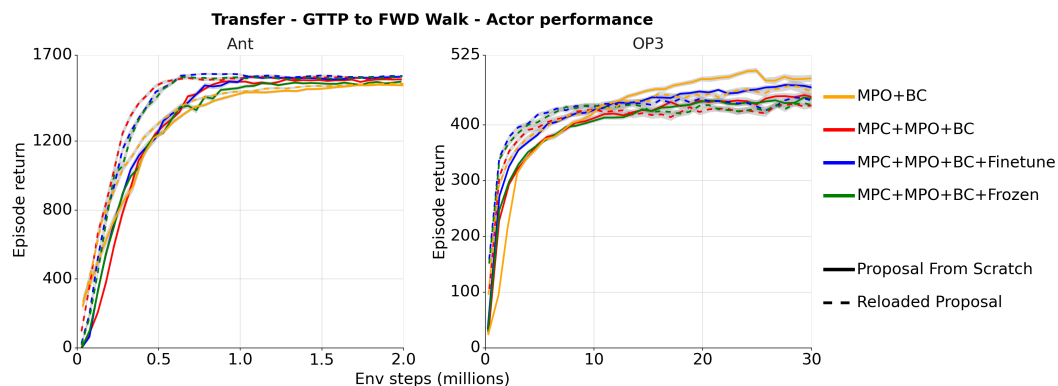 Transfer - GTTP to FWD Walk - Actor performance
Ant
OP3
1700
1200
800
400
0
Episode return
0
0.5
1.0
1.5
2.0
525
400
300
200
100
0
Episode return
0
10
20
30
Env steps (millions)
MPO+BC
MPC+MPO+BC
MPC+MPO+BC+Finetune
MPC+MPO+BC+Frozen
Proposal From Scratch
Reloaded Proposal